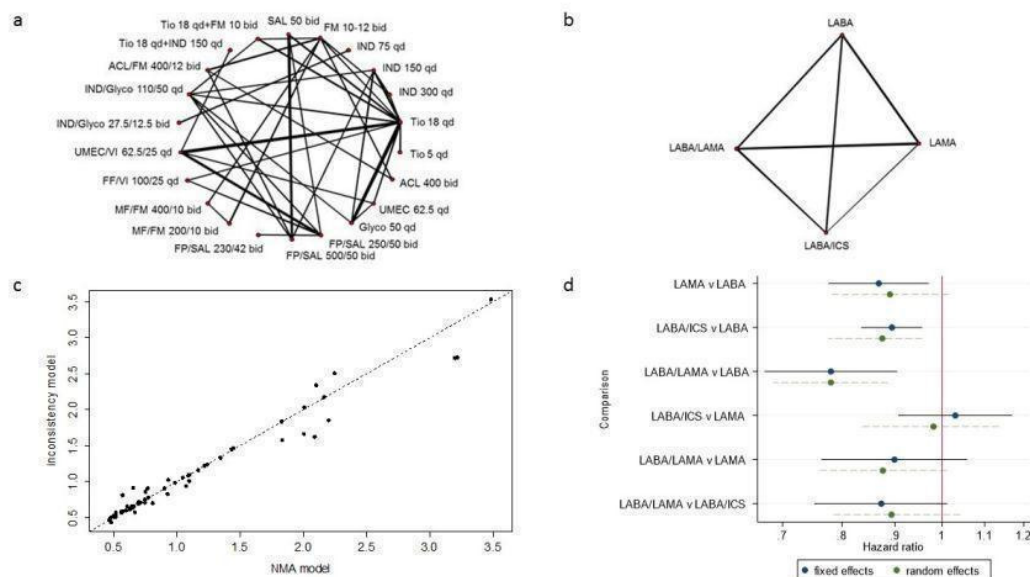 a
Tio 18 qd+FM 10 bid
SAL 50 bid
FM 10-12 bid
Tio 18 qd+IND 150 qd
IND 75 qd
ACL/FM 400/12 bid
IND 150 qd
IND/Glyco 110/50 qd
IND 300 qd
IND/Glyco 27.5/12.5 bid
Tio 18 qd
UMEC/VI 62.5/25 qd
Tio 5 qd
FF/VI 100/25 qd
ACL 400 bid
MF/FM 400/10 bid
UMEC 62.5 qd
MF/FM 200/10 bid
Glyco 50 qd
FP/SAL 230/42 bid
FP/SAL 250/50 bid
FP/SAL 500/50 bid
b
LABA
LABA/LAMA
LAMA
LABA/ICS
c
Inconsistency model
3.5
3.0
2.5
2.0
1.5
1.0
0.5
0.5 1.0 1.5 2.0 2.5 3.0 3.5
NMA model
d
Comparison
LAMA v LABA
LABA/ICS v LABA
LABA/LAMA v LABA
LABA/ICS v LAMA
LABA/LAMA v LAMA
LABA/LAMA v LABA/ICS
.7 .8 .9 1 1.1 1.2
Hazard ratio
fixed effects random effects